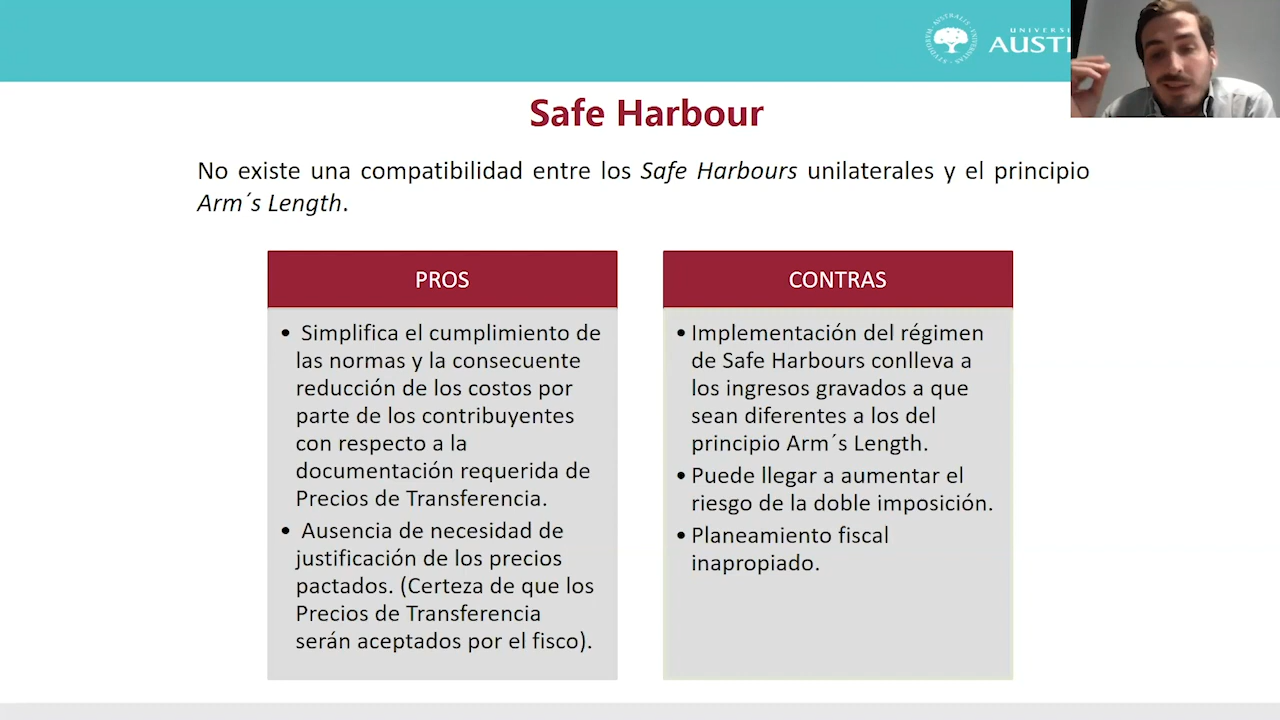 Safe Harbour
No existe una compatibilidad entre los Safe Harbours unilaterales y el principio
Arm´s Length.
PROS
• Simplifica el cumplimiento de
las normas y la consecuente
reducción de los costos por
parte de los contribuyentes
con respecto a la
documentación requerida de
Precios de Transferencia.
• Ausencia de necesidad de
justificación de los precios
pactados. (Certeza de que los
Precios de Transferencia
serán aceptados por el fisco).
CONTRAS
• Implementación del régimen
de Safe Harbours conlleva a
los ingresos gravados a que
sean diferentes a los del
principio Arm´s Length.
• Puede llegar a aumentar el
riesgo de la doble imposición.
• Planeamiento fiscal
inapropiado.